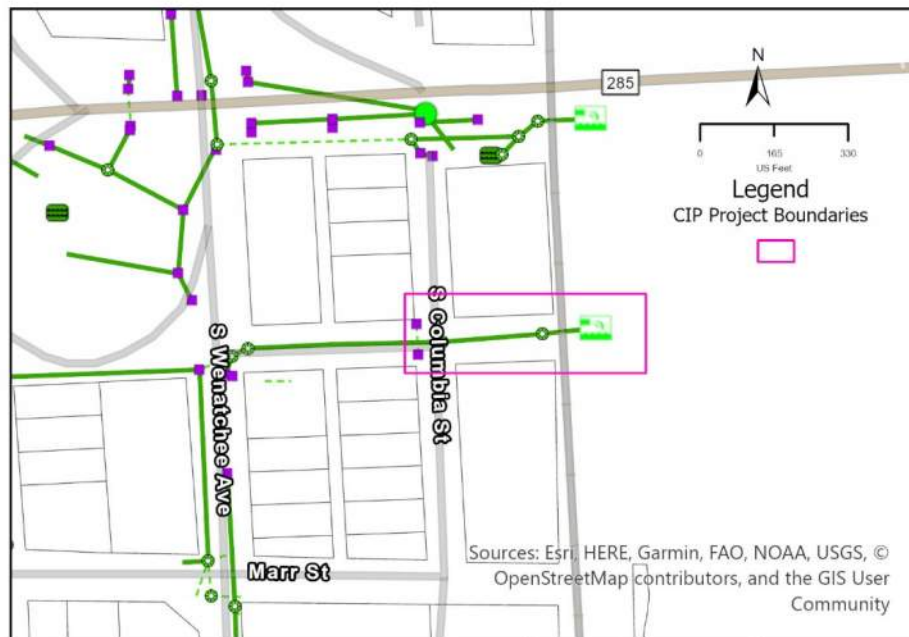 285
N
0 165 330
US Feet
Legend
CIP Project Boundaries
S Columbia St
S Wenatchee Ave
Marr St
Sources: Esri, HERE, Garmin, FAO, NOAA, USGS, ©
OpenStreetMap contributors, and the GIS User
Community